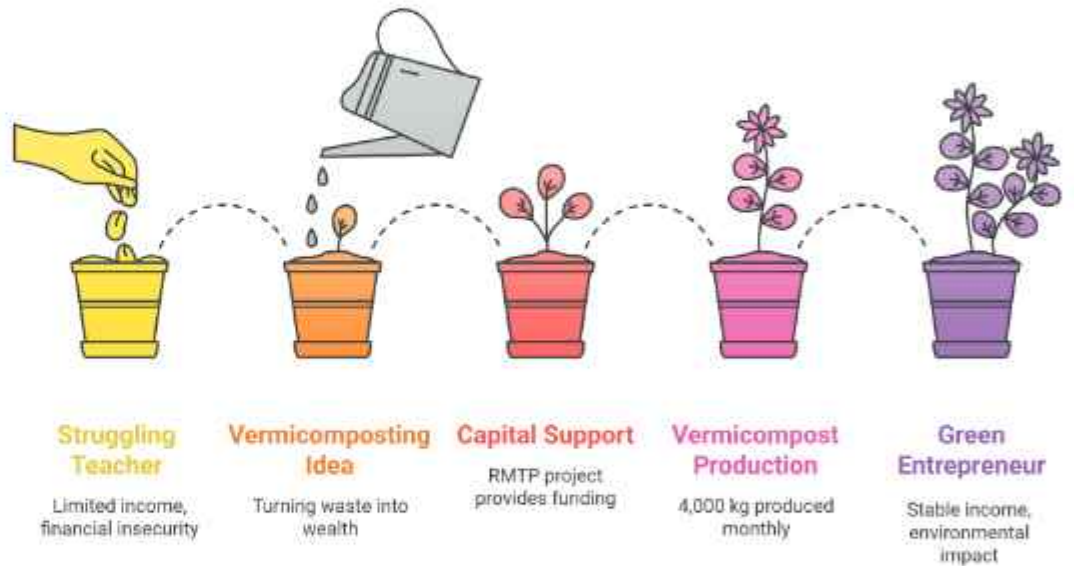 Struggling
Teacher
Limited income,
financial insecurity
Vermicomposting
Idea
Turning waste into
wealth
Capital Support
RMTP project
provides funding
Vermicompost
Production
4,000 kg produced
monthly
Green
Entrepreneur
Stable income,
environmental
impact